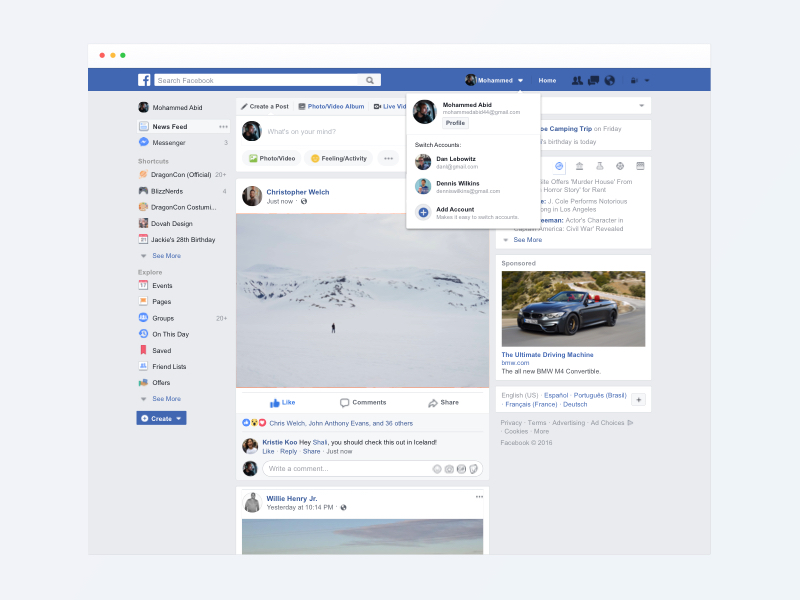 Search Facebook
Mohammed
Home
Mohammed Abid
News Feed
Messenger 3
Shortcuts
DragonCon (Official) 20+
BlizzNerds 4
DragonCon Costumi...
Dovah Design
Jackie's 28th Birthday
See More
Explore
Events
Pages
Groups 20+
On This Day
Saved
Friend Lists
Offers
See More
Create
Create a Post
Photo/Video Album
Live Vid
What's on your mind?
Photo/Video
Feeling/Activity
Christopher Welch
Just now ·
Like
Comments
Share
Chris Welch, John Anthony Evans, and 36 others
Kristie Koo Hey Shali, you should check this out in Iceland!
Like · Reply · Share · Just now
Write a comment...
Willie Henry Jr.
Yesterday at 10:14 PM ·
Mohammed Abid
Profile
Switch Accounts:
Dan Lebowitz
dan@gmail.com
Dennis Wilkins
denniswilkins@gmail.com
Add Account
Makes it easy to switch accounts.
oe Camping Trip on Friday
's birthday is today
ite Offers 'Murder House' From
Horror Story' for Rent
: J. Cole Performs Notorious
ong in Los Angeles
eeman: Actor's Character in
Captain America: Civil War' Revealed
See More
Sponsored
The Ultimate Driving Machine
bmw.com
The all new BMW M4 Convertible.
English (US) · Español · Português (Brasil)
· Français (France) · Deutsch
Privacy · Terms · Advertising · Ad Choices
· Cookies · More
Facebook © 2016